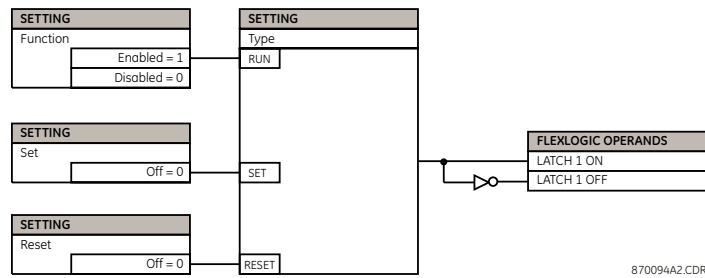 SETTING
Function
Enabled = 1
Disabled = 0
SETTING
Set
Off = 0
SETTING
Reset
Off = 0
SETTING
Type
RUN
SET
RESET
FLEXLOGIC OPERANDS
LATCH 1 ON
LATCH 1 OFF
870094A2.CDR